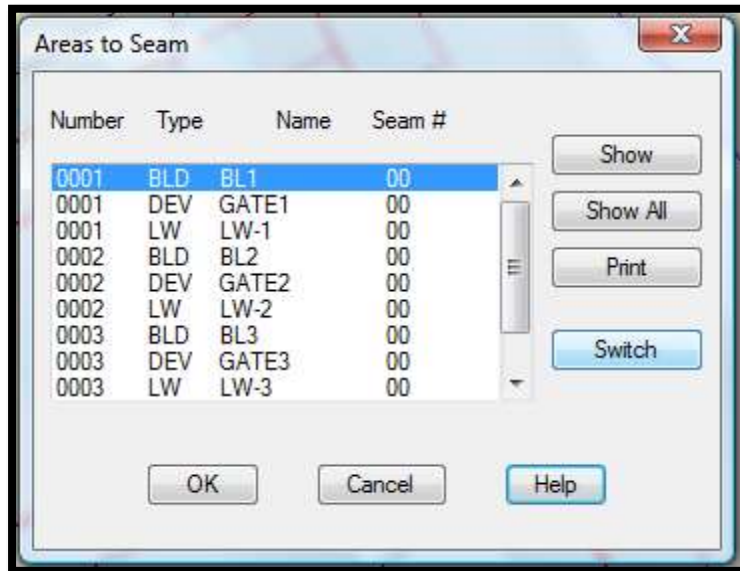 Areas to Seam
Number Type Name Seam #
0001 BLD BL1 00
0001 DEV GATE1 00
0001 LW LW-1 00
0002 BLD BL2 00
0002 DEV GATE2 00
0002 LW LW-2 00
0003 BLD BL3 00
0003 DEV GATE3 00
0003 LW LW-3 00
Show
Show All
Print
Switch
OK Cancel Help